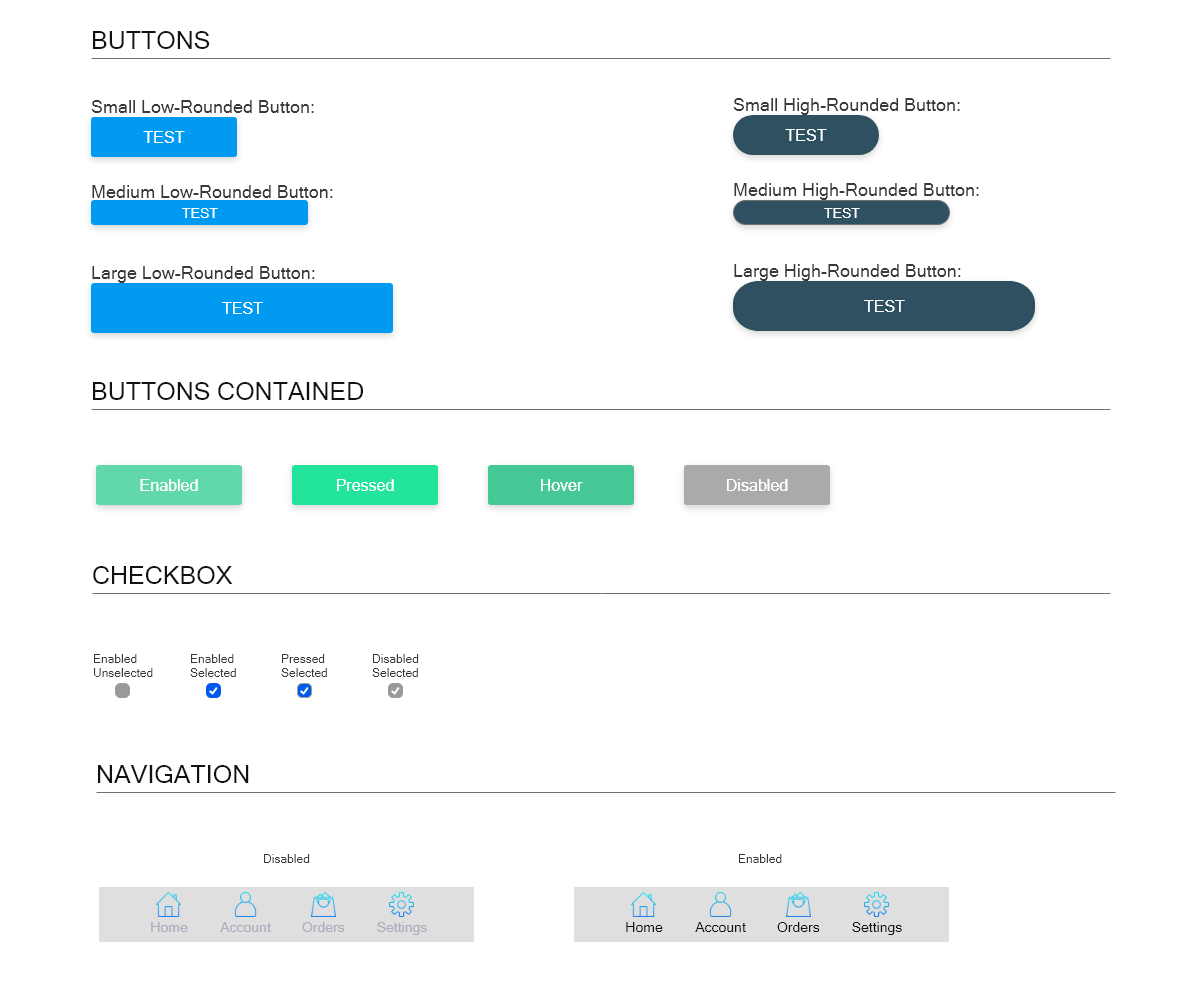 BUTTONS
Small Low-Rounded Button:
TEST
Medium Low-Rounded Button:
TEST
Large Low-Rounded Button:
TEST
Small High-Rounded Button:
TEST
Medium High-Rounded Button:
TEST
Large High-Rounded Button:
TEST
BUTTONS CONTAINED
Enabled
Pressed
Hover
Disabled
CHECKBOX
Enabled
Unselected
Enabled
Selected
Pressed
Selected
Disabled
Selected
NAVIGATION
Disabled
Home
Account
Orders
Settings
Enabled
Home
Account
Orders
Settings